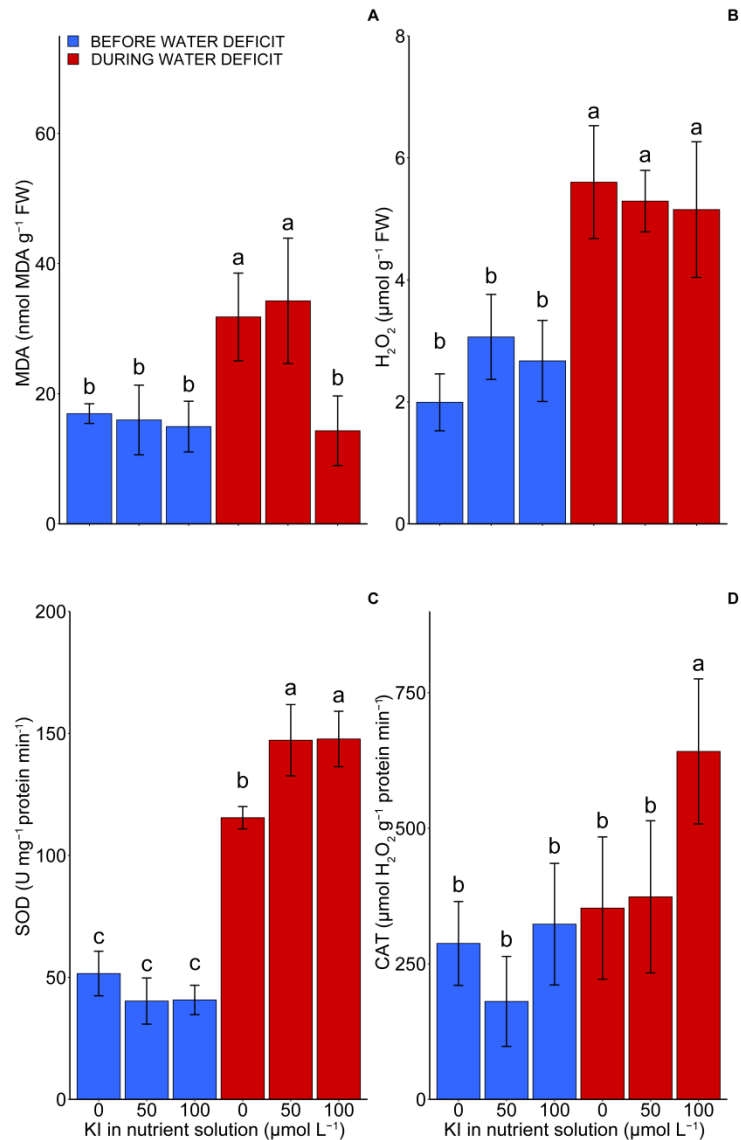 A
B
BEFORE WATER DEFICIT
DURING WATER DEFICIT
MDA (nmol MDA g⁻¹ FW)
60
40
20
0
b
b
b
a
a
b
H₂O₂ (µmol g⁻¹ FW)
8
6
4
2
0
b
b
b
a
a
a
C
D
SOD (U mg⁻¹ protein min⁻¹)
200
150
100
50
0
c
c
c
b
a
a
0 50 100 0 50 100
KI in nutrient solution (µmol L⁻¹)
CAT (µmol H₂O₂ g⁻¹ protein min⁻¹)
750
500
250
0
b
b
b
b
b
a
0 50 100 0 50 100
KI in nutrient solution (µmol L⁻¹)